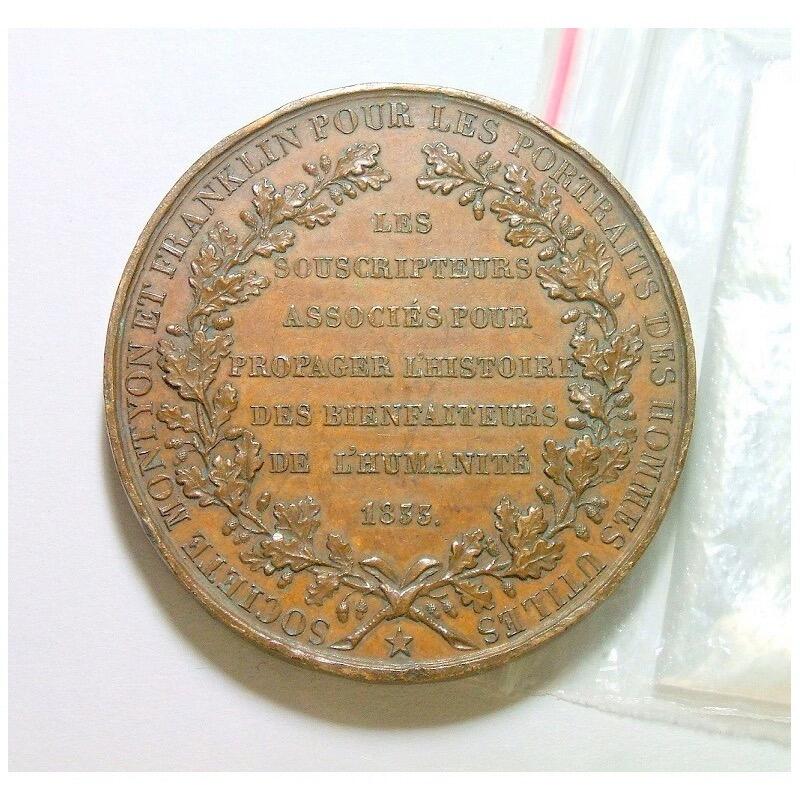 SOCIETE MONTYON ET FRANKLIN POUR LES PORTRAITS DES HOMMES UTILES
LES
SOUSCRIPTEURS
ASSOCIÉS POUR
PROPAGER L'HISTOIRE
DES BIENFAITEURS
DE L'HUMANITÉ
1833.